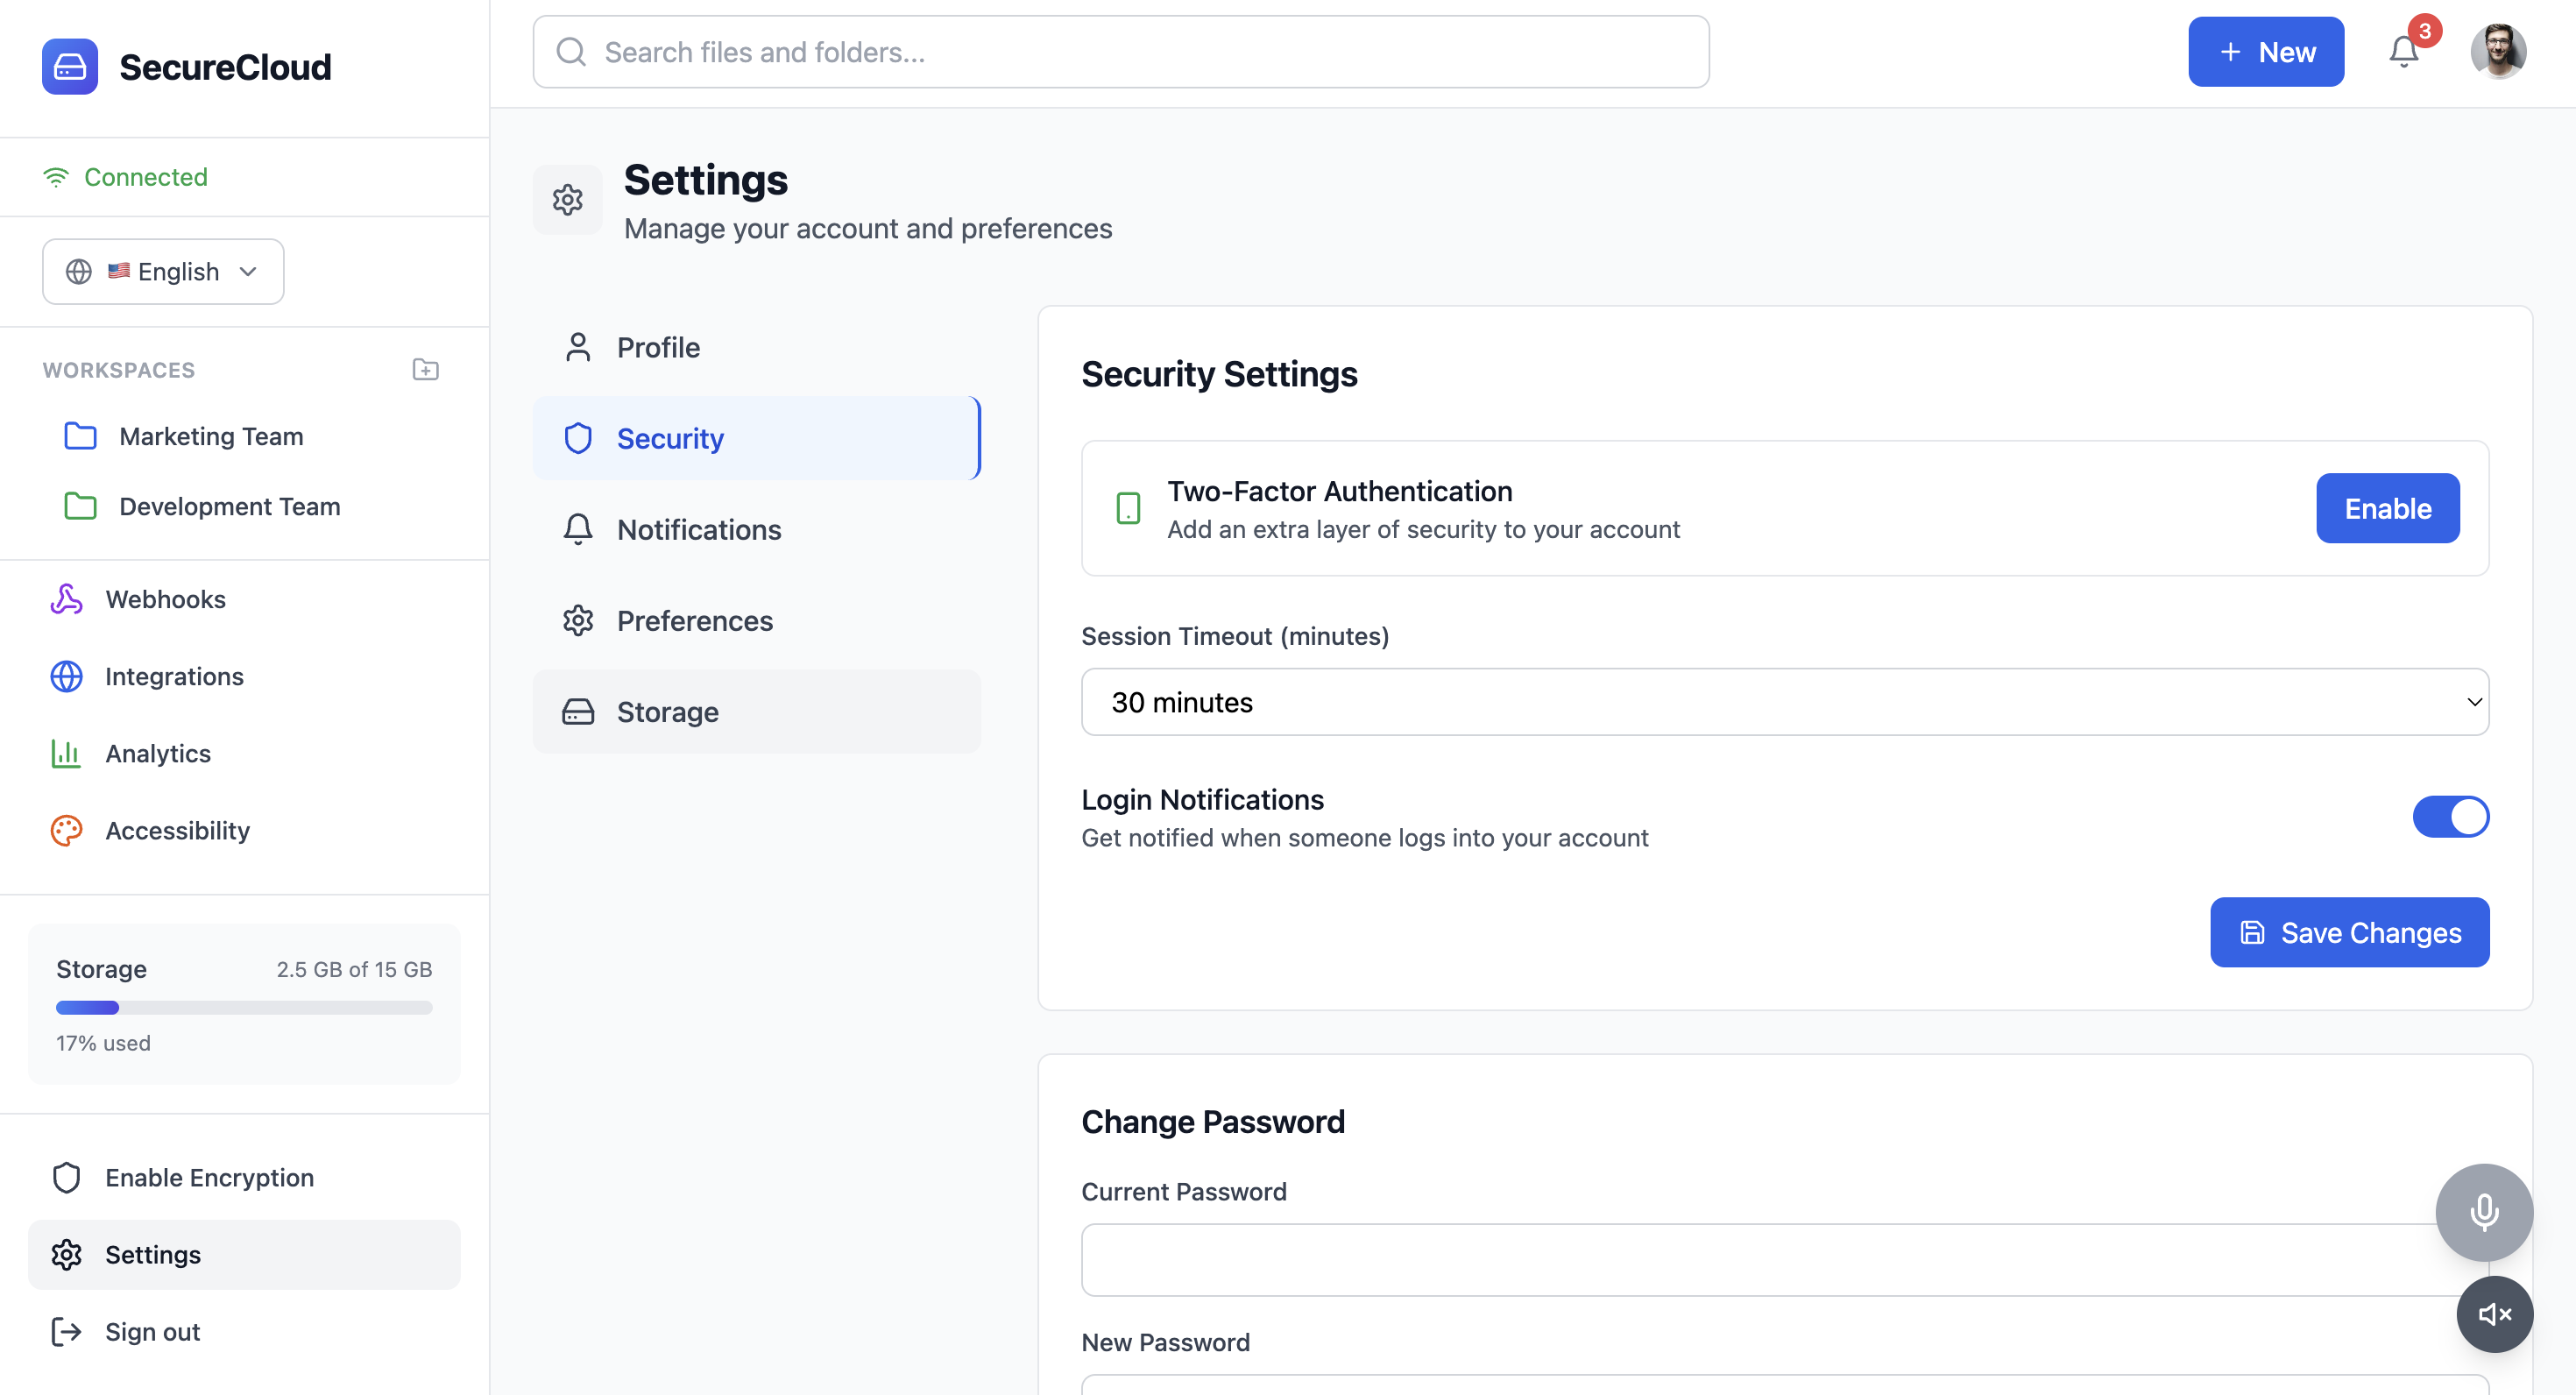 SecureCloud
Connected
🇺🇸 English
WORKSPACES
Marketing Team
Development Team
Webhooks
Integrations
Analytics
Accessibility
Storage 2.5 GB of 15 GB
17% used
Enable Encryption
Settings
Sign out
Search files and folders...
New
3
Settings
Manage your account and preferences
Profile
Security
Notifications
Preferences
Storage
Security Settings
Two-Factor Authentication
Add an extra layer of security to your account
Enable
Session Timeout (minutes)
30 minutes
Login Notifications
Get notified when someone logs into your account
Save Changes
Change Password
Current Password
New Password